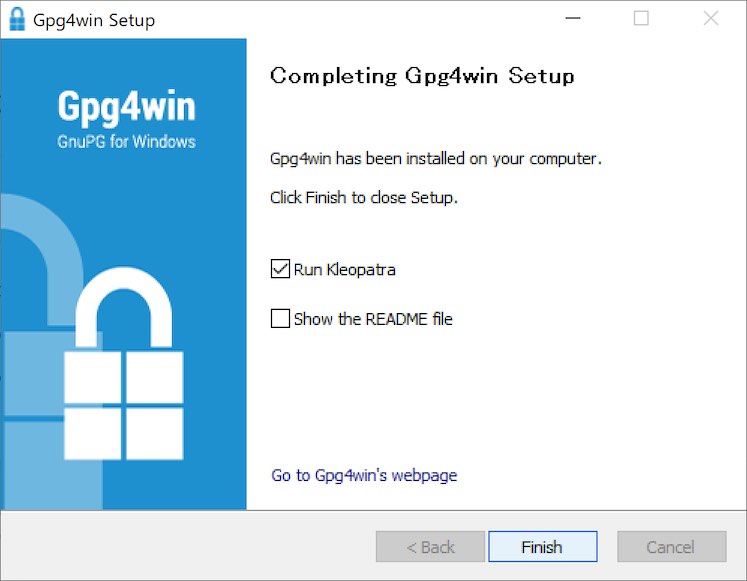 Gpg4win Setup
Gpg4win
GnuPG for Windows
Completing Gpg4win Setup
Gpg4win has been installed on your computer.
Click Finish to close Setup.
Run Kleopatra
Show the README file
Go to Gpg4win's webpage
< Back
Finish
Cancel